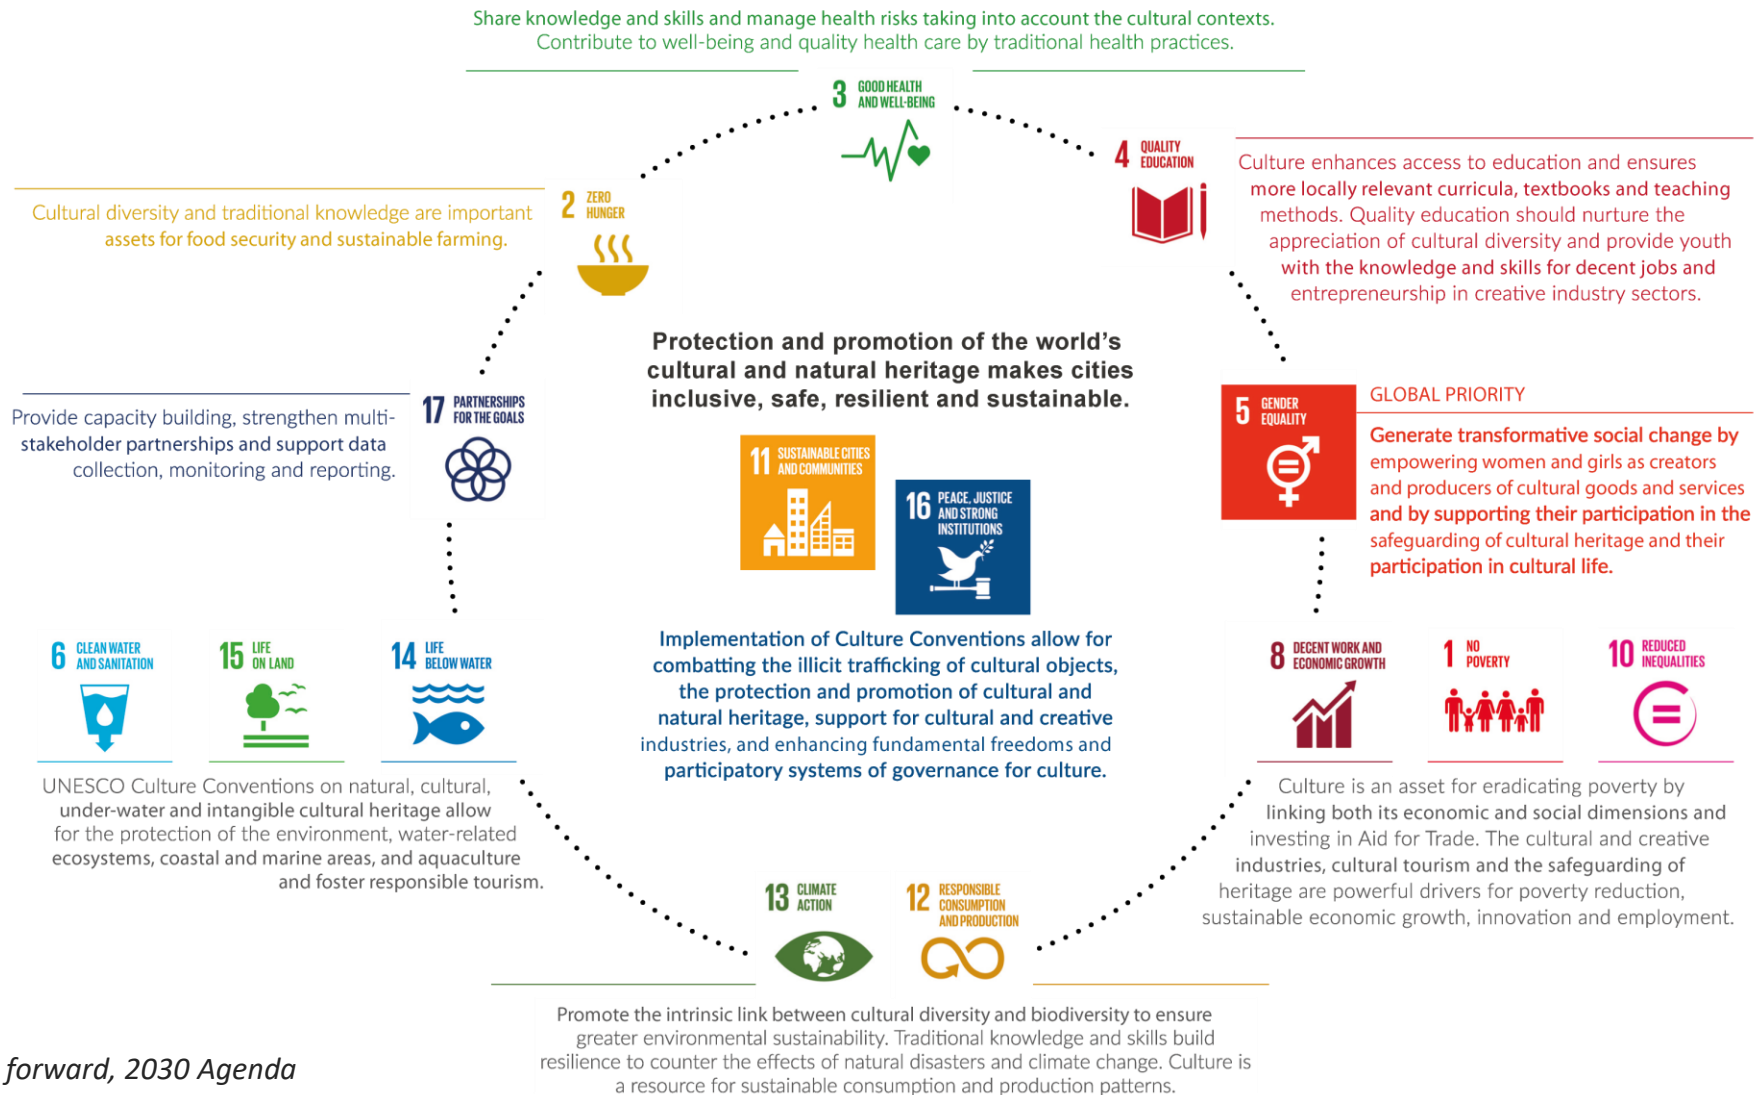 Share knowledge and skills and manage health risks taking into account the cultural contexts.
Contribute to well-being and quality health care by traditional health practices.
3 GOOD HEALTH
AND WELL-BEING
4 QUALITY
EDUCATION
Culture enhances access to education and ensures
more locally relevant curricula, textbooks and teaching
methods. Quality education should nurture the
appreciation of cultural diversity and provide youth
with the knowledge and skills for decent jobs and
entrepreneurship in creative industry sectors.
Cultural diversity and traditional knowledge are important
assets for food security and sustainable farming.
2 ZERO
HUNGER
Protection and promotion of the world's
cultural and natural heritage makes cities
inclusive, safe, resilient and sustainable.
Provide capacity building, strengthen multi-
stakeholder partnerships and support data
collection, monitoring and reporting.
17 PARTNERSHIPS
FOR THE GOALS
11 SUSTAINABLE CITIES
AND COMMUNITIES
16 PEACE, JUSTICE
AND STRONG
INSTITUTIONS
5 GENDER
EQUALITY
GLOBAL PRIORITY
Generate transformative social change by
empowering women and girls as creators
and producers of cultural goods and services
and by supporting their participation in the
safeguarding of cultural heritage and their
participation in cultural life.
6 CLEAN WATER
AND SANITATION
15 LIFE
ON LAND
14 LIFE
BELOW WATER
UNESCO Culture Conventions on natural, cultural,
under-water and intangible cultural heritage allow
for the protection of the environment, water-related
ecosystems, coastal and marine areas, and aquaculture
and foster responsible tourism.
Implementation of Culture Conventions allow for
combatting the illicit trafficking of cultural objects,
the protection and promotion of cultural and
natural heritage, support for cultural and creative
industries, and enhancing fundamental freedoms and
participatory systems of governance for culture.
8 DECENT WORK AND
ECONOMIC GROWTH
1 NO
POVERTY
10 REDUCED
INEQUALITIES
Culture is an asset for eradicating poverty by
linking both its economic and social dimensions and
investing in Aid for Trade. The cultural and creative
industries, cultural tourism and the safeguarding of
heritage are powerful drivers for poverty reduction,
sustainable economic growth, innovation and employment.
13 CLIMATE
ACTION
12 RESPONSIBLE
CONSUMPTION
AND PRODUCTION
Promote the intrinsic link between cultural diversity and biodiversity to ensure
greater environmental sustainability. Traditional knowledge and skills build
resilience to counter the effects of natural disasters and climate change. Culture is
a resource for sustainable consumption and production patterns.
forward, 2030 Agenda